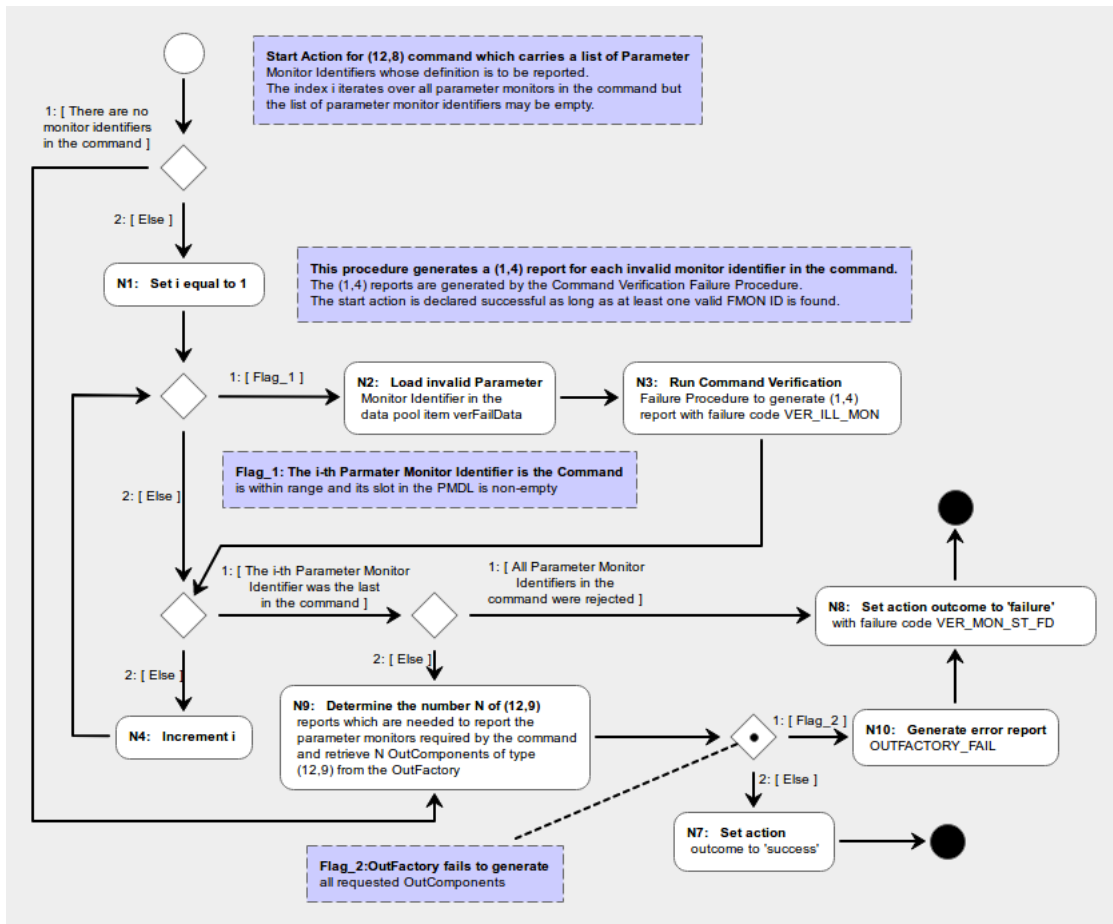 Start Action for (12,8) command which carries a list of Parameter
Monitor Identifiers whose definition is to be reported.
The index i iterates over all parameter monitors in the command but
the list of parameter monitor identifiers may be empty.
1: [ There are no
monitor identifiers
in the command ]
2: [ Else ]
N1: Set i equal to 1
This procedure generates a (1,4) report for each invalid monitor identifier in the command.
The (1,4) reports are generated by the Command Verification Failure Procedure.
The start action is declared successful as long as at least one valid FMON ID is found.
1: [ Flag_1 ]
N2: Load invalid Parameter
Monitor Identifier in the
data pool item verFailData
N3: Run Command Verification
Failure Procedure to generate (1,4)
report with failure code VER_ILL_MON
Flag_1: The i-th Parmater Monitor Identifier is the Command
is within range and its slot in the PMDL is non-empty
2: [ Else ]
1: [ The i-th Parameter Monitor
Identifier was the last
in the command ]
1: [ All Parameter Monitor
Identifiers in the
command were rejected ]
N8: Set action outcome to 'failure'
with failure code VER_MON_ST_FD
2: [ Else ]
2: [ Else ]
N4: Increment i
N9: Determine the number N of (12,9)
reports which are needed to report the
parameter monitors required by the command
and retrieve N OutComponents of type
(12,9) from the OutFactory
1: [ Flag_2 ]
N10: Generate error report
OUTFACTORY_FAIL
2: [ Else ]
N7: Set action
outcome to 'success'
Flag_2:OutFactory fails to generate
all requested OutComponents